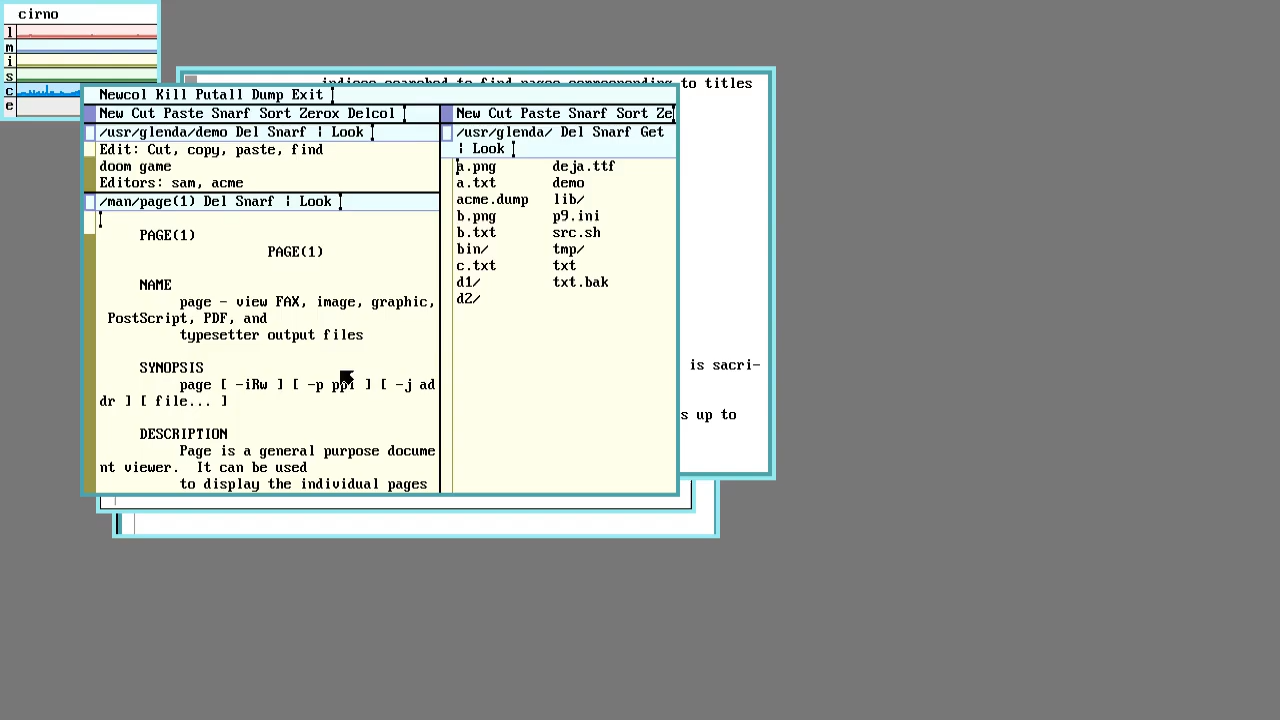 cirno
l
m
i
s
c
e
indices searched to find pages corresponding to titles
Newcol Kill Putall Dump Exit
New Cut Paste Snarf Sort Zerox Delcol
/usr/glenda/demo Del Snarf | Look
Edit: Cut, copy, paste, find
doom game
Editors: sam, acme
/man/page(1) Del Snarf | Look
PAGE(1)
PAGE(1)
NAME
page - view FAX, image, graphic,
PostScript, PDF, and
typesetter output files
SYNOPSIS
page [ -iRw ] [ -p ppi ] [ -j ad
dr ] [ file... ]
DESCRIPTION
Page is a general purpose docume
nt viewer.  It can be used
to display the individual pages
New Cut Paste Snarf Sort Ze
/usr/glenda/ Del Snarf Get
| Look
a.png deja.ttf
a.txt demo
acme.dump lib/
b.png p9.ini
b.txt src.sh
bin/ tmp/
c.txt txt
d1/ txt.bak
d2/
is sacri-
s up to